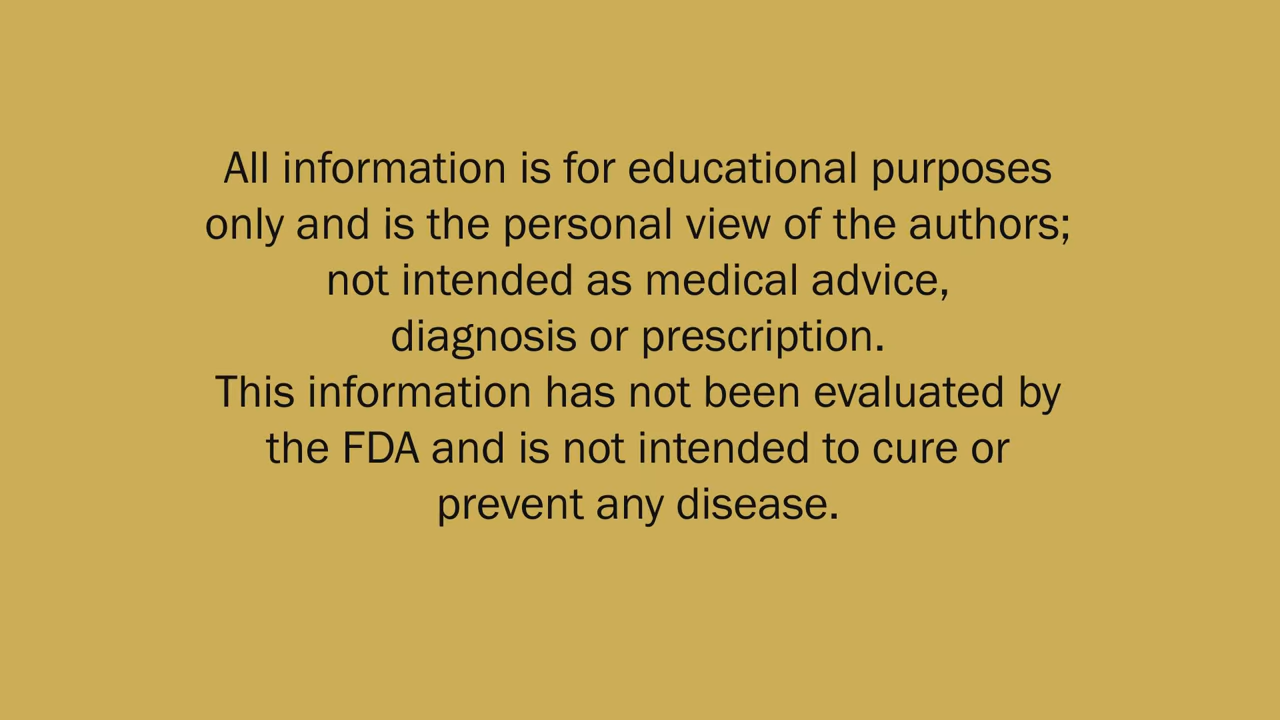 All information is for educational purposes
only and is the personal view of the authors;
not intended as medical advice,
diagnosis or prescription.
This information has not been evaluated by
the FDA and is not intended to cure or
prevent any disease.